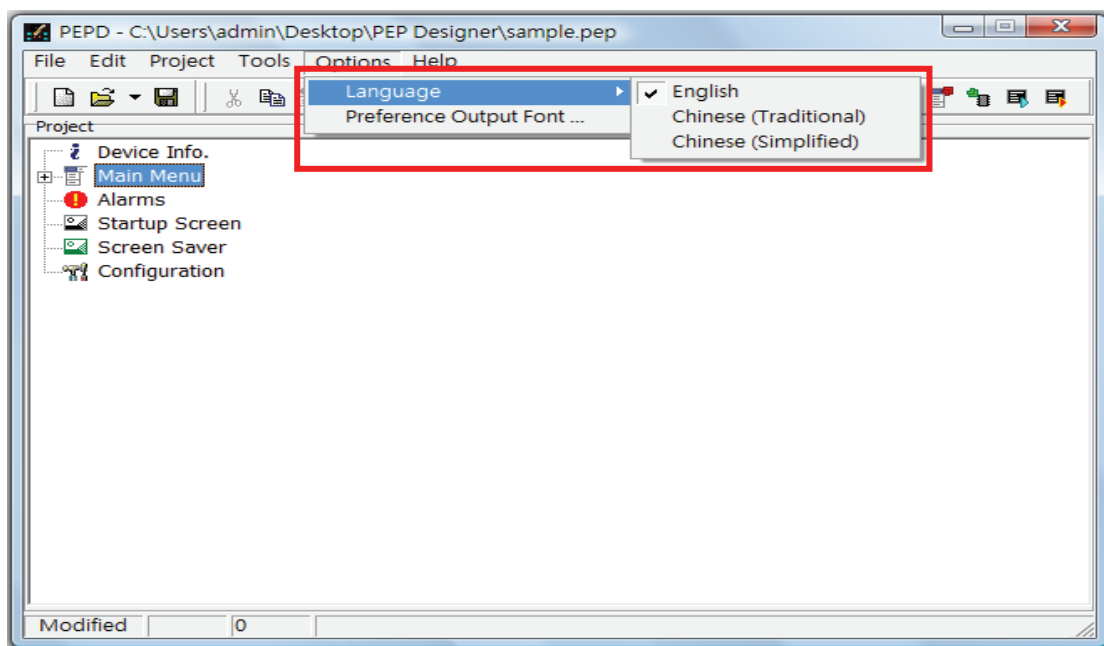 PEPD - C:\Users\admin\Desktop\PEP Designer\sample.pep
File Edit Project Tools Options Help
Language
Preference Output Font ...
English
Chinese (Traditional)
Chinese (Simplified)
Project
Device Info.
Main Menu
Alarms
Startup Screen
Screen Saver
Configuration
Modified 0